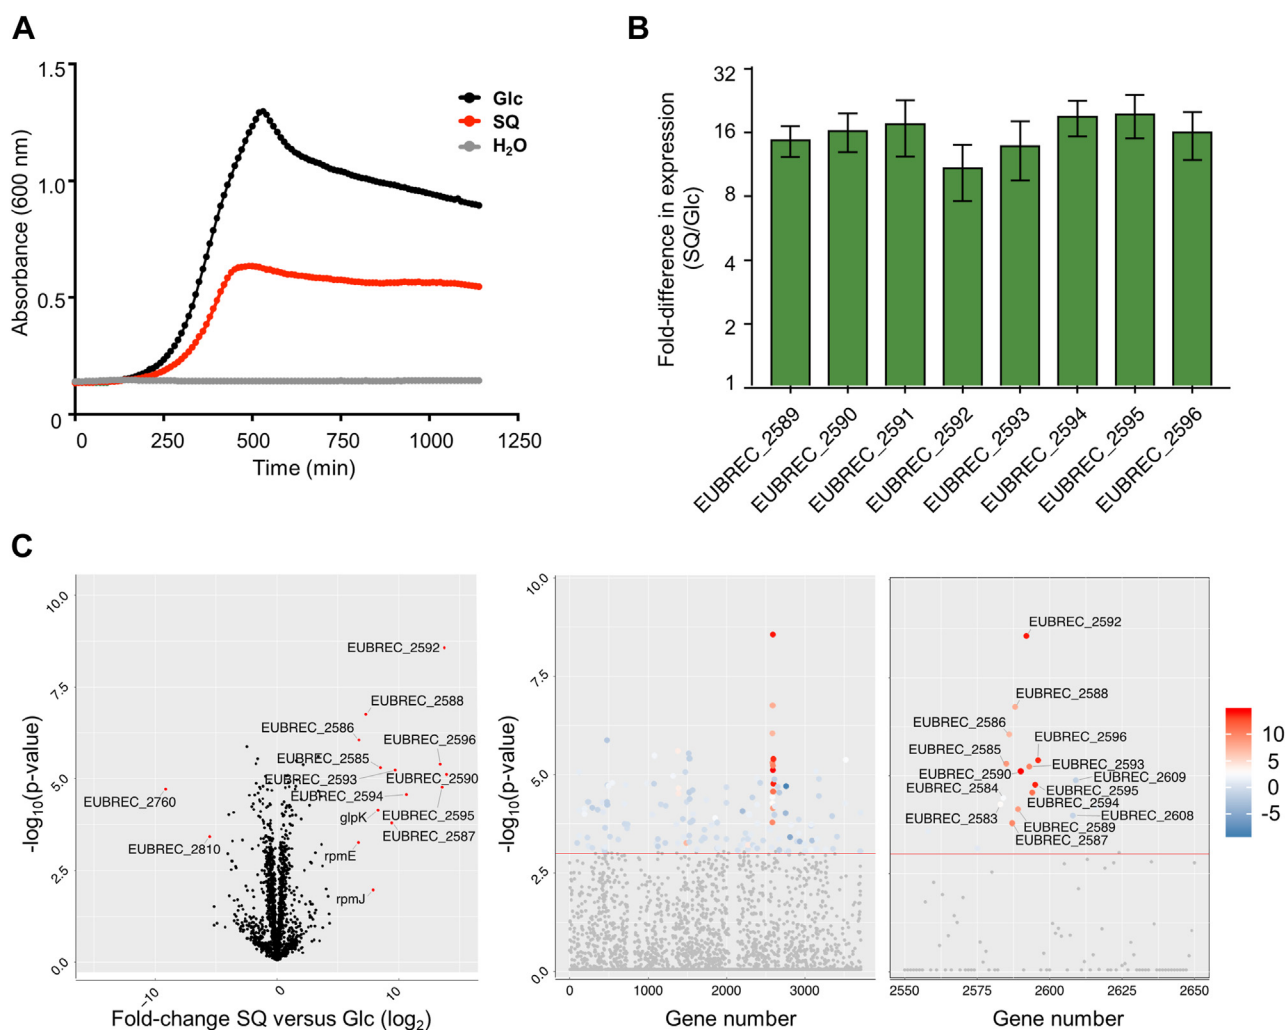 A
1.5
1.0
0.5
0
Absorbance (600 nm)
0
250
500
750
1000
1250
Time (min)
Glc
SQ
H₂O
B
32
16
8
4
2
1
Fold-difference in expression
(SQ/Glc)
EUBREC_2589
EUBREC_2590
EUBREC_2591
EUBREC_2592
EUBREC_2593
EUBREC_2594
EUBREC_2595
EUBREC_2596
C
10.0
7.5
5.0
2.5
0.0
-log₁₀(p-value)
EUBREC_2592
EUBREC_2588
EUBREC_2586
EUBREC_2596
EUBREC_2585
EUBREC_2593
EUBREC_2590
EUBREC_2594
EUBREC_2760
glpK
EUBREC_2595
EUBREC_2587
EUBREC_2810
rpmE
rpmJ
−10
0
10
Fold-change SQ versus Glc (log₂)
10.0
7.5
5.0
2.5
0.0
-log₁₀(p-value)
0
1000
2000
3000
Gene number
EUBREC_2592
EUBREC_2588
EUBREC_2586
EUBREC_2596
EUBREC_2585
EUBREC_2593
EUBREC_2590
EUBREC_2609
EUBREC_2584
EUBREC_2595
EUBREC_2594
EUBREC_2583
EUBREC_2608
EUBREC_2589
EUBREC_2587
2550
2575
2600
2625
2650
Gene number
10
5
0
−5